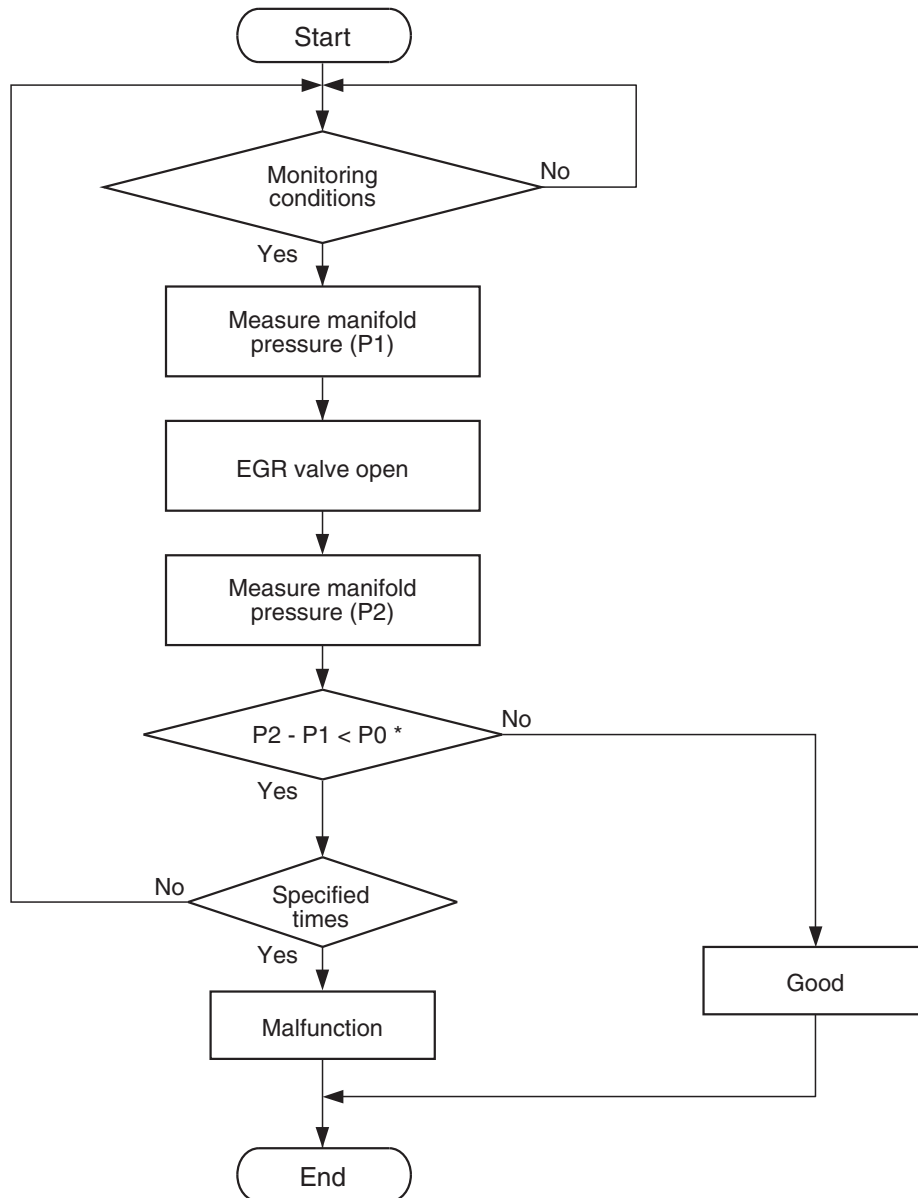 Start
Monitoring
conditions
No
Yes
Measure manifold
pressure (P1)
EGR valve open
Measure manifold
pressure (P2)
P2 - P1 < P0 *
No
Yes
No
Specified
times
Yes
Good
Malfunction
End